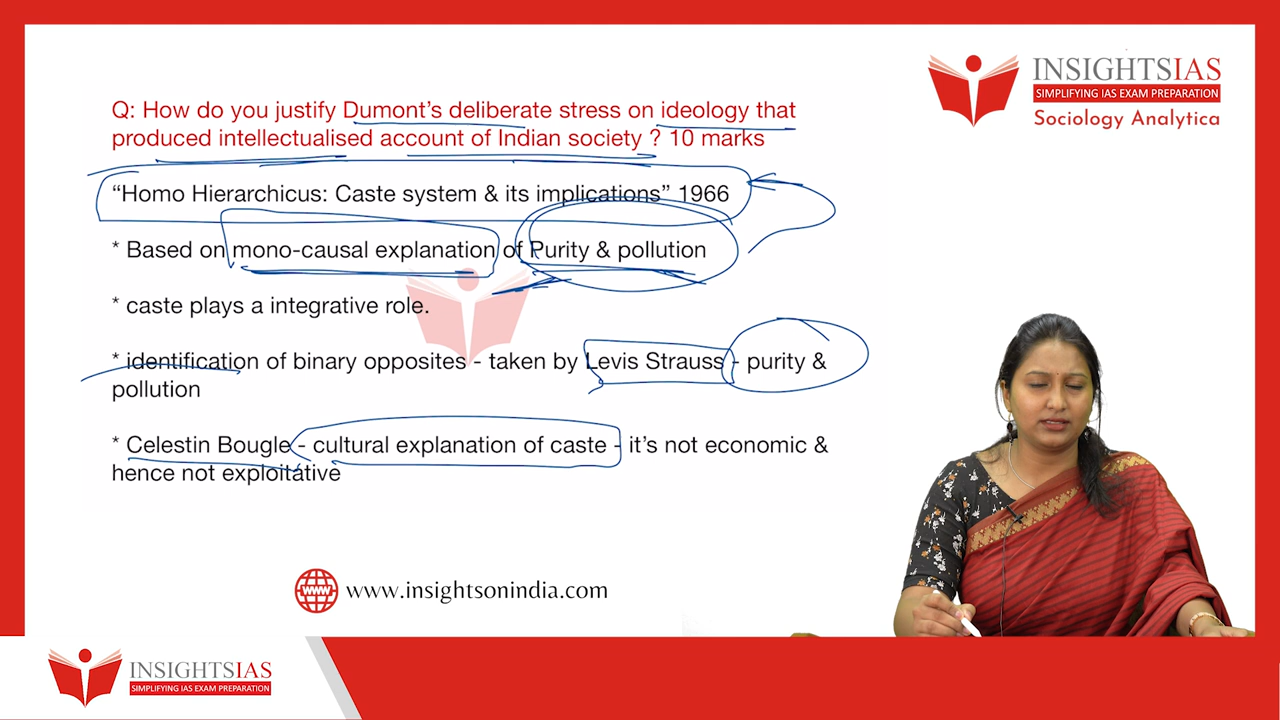 INSIGHTSIAS
SIMPLIFYING IAS EXAM PREPARATION
Sociology Analytica
Q: How do you justify Dumont's deliberate stress on ideology that
produced intellectualised account of Indian society ? 10 marks
"Homo Hierarchicus: Caste system & its implications" 1966
* Based on mono-causal explanation of Purity & pollution
* caste plays a integrative role.
* identification of binary opposites - taken by Levis Strauss - purity &
pollution
* Celestin Bougle - cultural explanation of caste - it's not economic &
hence not exploitative
www
www.insightsonindia.com
INSIGHTSIAS
SIMPLIFYING IAS EXAM PREPARATION